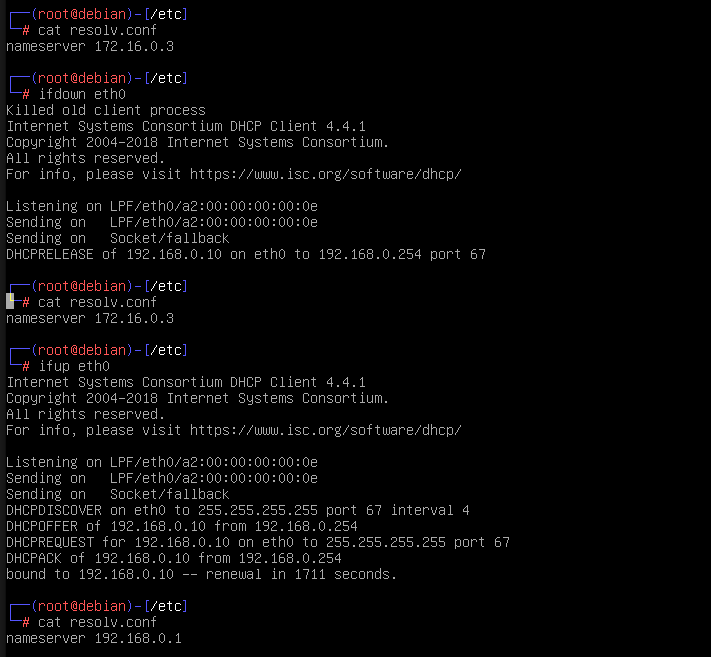 ┌──(root@debian)-[/etc]
└─# cat resolv.conf
nameserver 172.16.0.3

┌──(root@debian)-[/etc]
└─# ifdown eth0
Killed old client process
Internet Systems Consortium DHCP Client 4.4.1
Copyright 2004-2018 Internet Systems Consortium.
All rights reserved.
For info, please visit https://www.isc.org/software/dhcp/

Listening on LPF/eth0/a2:00:00:00:00:0e
Sending on   LPF/eth0/a2:00:00:00:00:0e
Sending on   Socket/fallback
DHCPRELEASE of 192.168.0.10 on eth0 to 192.168.0.254 port 67

┌──(root@debian)-[/etc]
└─# cat resolv.conf
nameserver 172.16.0.3

┌──(root@debian)-[/etc]
└─# ifup eth0
Internet Systems Consortium DHCP Client 4.4.1
Copyright 2004-2018 Internet Systems Consortium.
All rights reserved.
For info, please visit https://www.isc.org/software/dhcp/

Listening on LPF/eth0/a2:00:00:00:00:0e
Sending on   LPF/eth0/a2:00:00:00:00:0e
Sending on   Socket/fallback
DHCPDISCOVER on eth0 to 255.255.255.255 port 67 interval 4
DHCPOFFER of 192.168.0.10 from 192.168.0.254
DHCPREQUEST for 192.168.0.10 on eth0 to 255.255.255.255 port 67
DHCPACK of 192.168.0.10 from 192.168.0.254
bound to 192.168.0.10 -- renewal in 1711 seconds.

┌──(root@debian)-[/etc]
└─# cat resolv.conf
nameserver 192.168.0.1